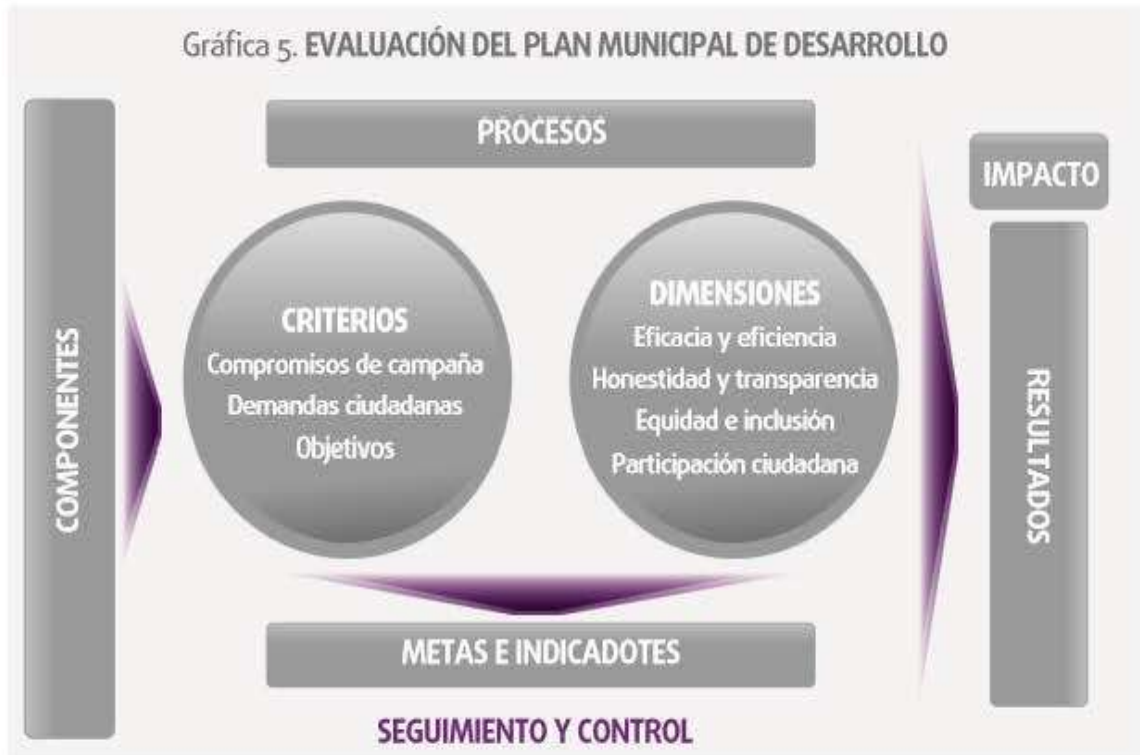 Gráfica 5. EVALUACIÓN DEL PLAN MUNICIPAL DE DESARROLLO
COMPONENTES
PROCESOS
CRITERIOS
Compromisos de campaña
Demandas ciudadanas
Objetivos
DIMENSIONES
Eficacia y eficiencia
Honestidad y transparencia
Equidad e inclusión
Participación ciudadana
METAS E INDICADOTES
SEGUIMIENTO Y CONTROL
IMPACTO
RESULTADOS